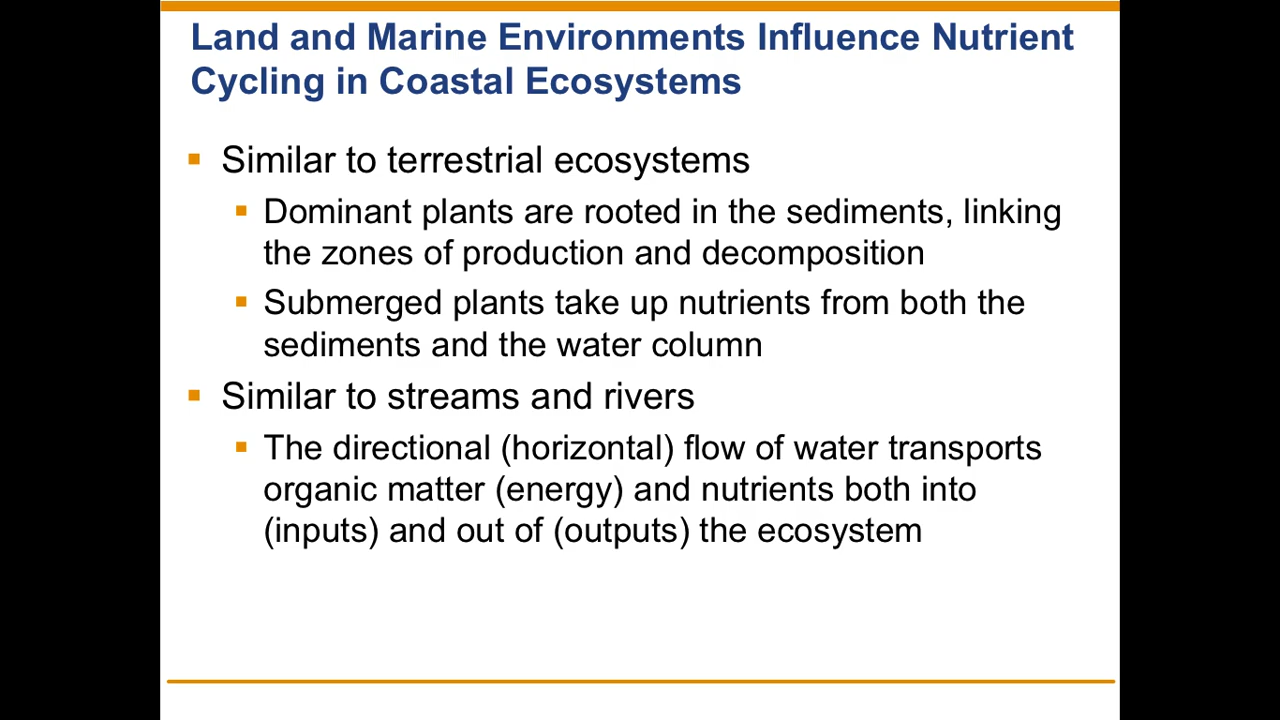 Land and Marine Environments Influence Nutrient
Cycling in Coastal Ecosystems
Similar to terrestrial ecosystems
Dominant plants are rooted in the sediments, linking
the zones of production and decomposition
Submerged plants take up nutrients from both the
sediments and the water column
Similar to streams and rivers
The directional (horizontal) flow of water transports
organic matter (energy) and nutrients both into
(inputs) and out of (outputs) the ecosystem